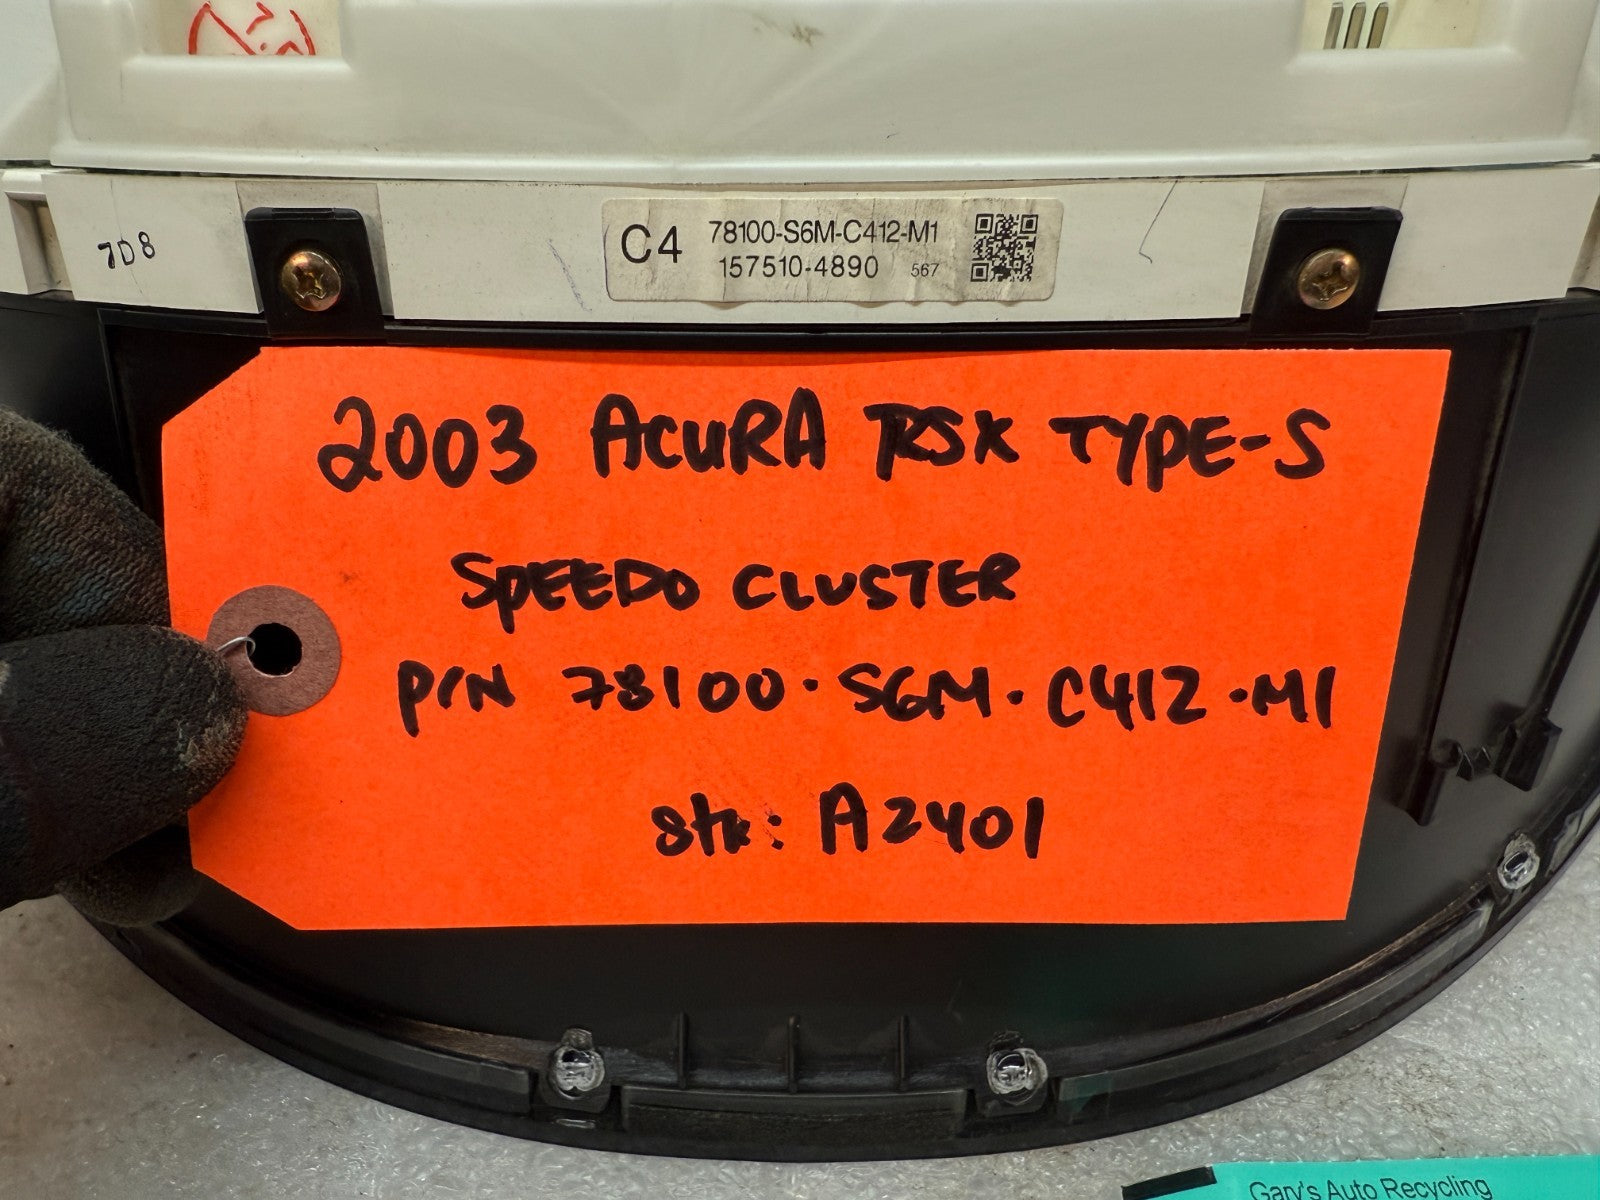 7D8
C4 78100-S6M-C412-M1
157510-4890 567
2003 ACURA RSX TYPE-S
SPEEDO CLUSTER
P/N 78100-S6M-C412-M1
stk: A2401
Gary's Auto Recycling